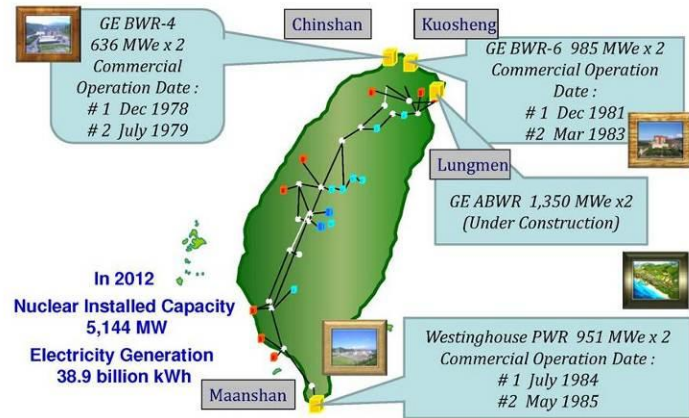 Chinshan
Kuosheng
GE BWR-4
636 MWe x 2
Commercial
Operation Date :
# 1 Dec 1978
# 2 July 1979
GE BWR-6 985 MWe x 2
Commercial Operation
Date :
# 1 Dec 1981
#2 Mar 1983
Lungmen
GE ABWR 1,350 MWe x2
(Under Construction)
In 2012
Nuclear Installed Capacity
5,144 MW
Electricity Generation
38.9 billion kWh
Westinghouse PWR 951 MWe x 2
Commercial Operation Date :
# 1 July 1984
#2 May 1985
Maanshan